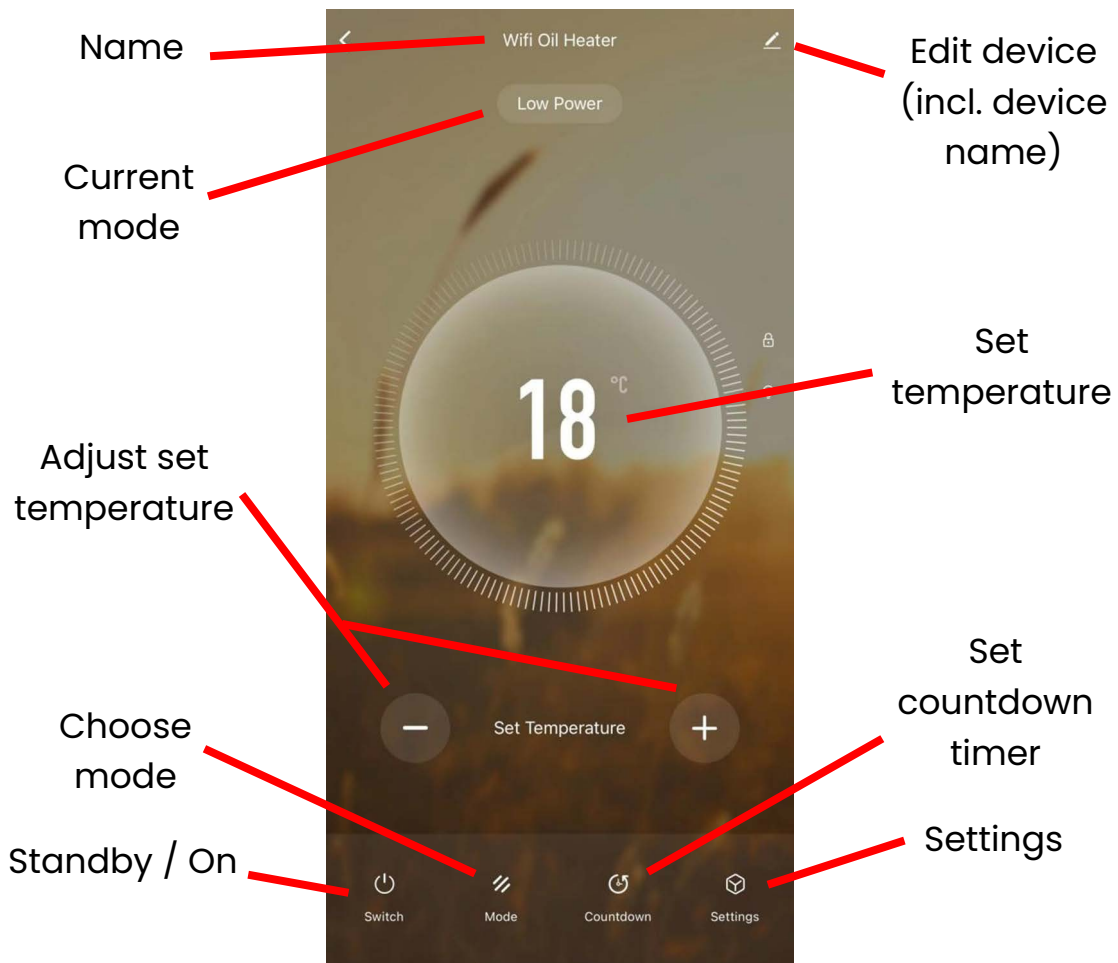 Name
Wifi Oil Heater
Edit device
(incl. device
name)
Low Power
Current
mode
18 °C
Set
temperature
Adjust set
temperature
Set Temperature
Set
countdown
timer
Choose
mode
Standby / On
Settings
Switch
Mode
Countdown
Settings